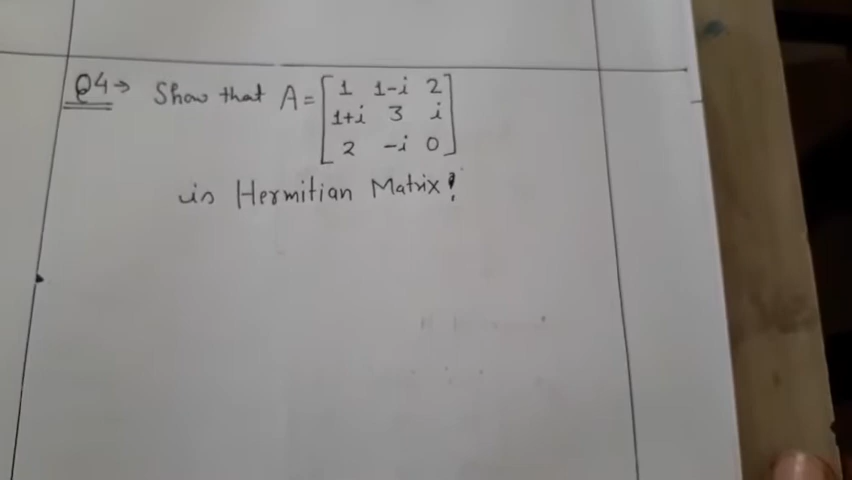 Q4→ Show that A = [1 1-i 2
1+i 3 i
2 -i 0]
is Hermitian Matrix?